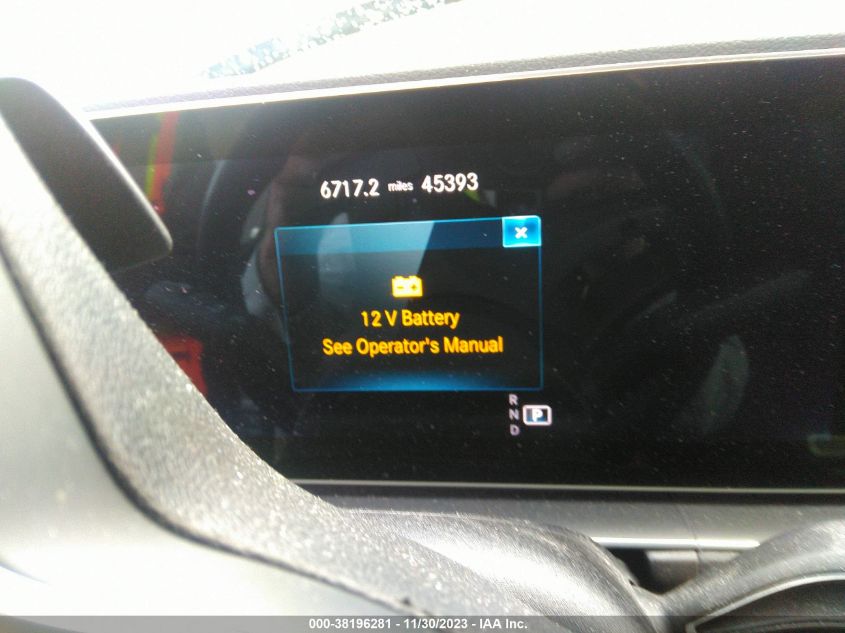 6717.2 miles 45393
12 V Battery
See Operator's Manual
R
N P
D
000-38196281 - 11/30/2023 - IAA Inc.